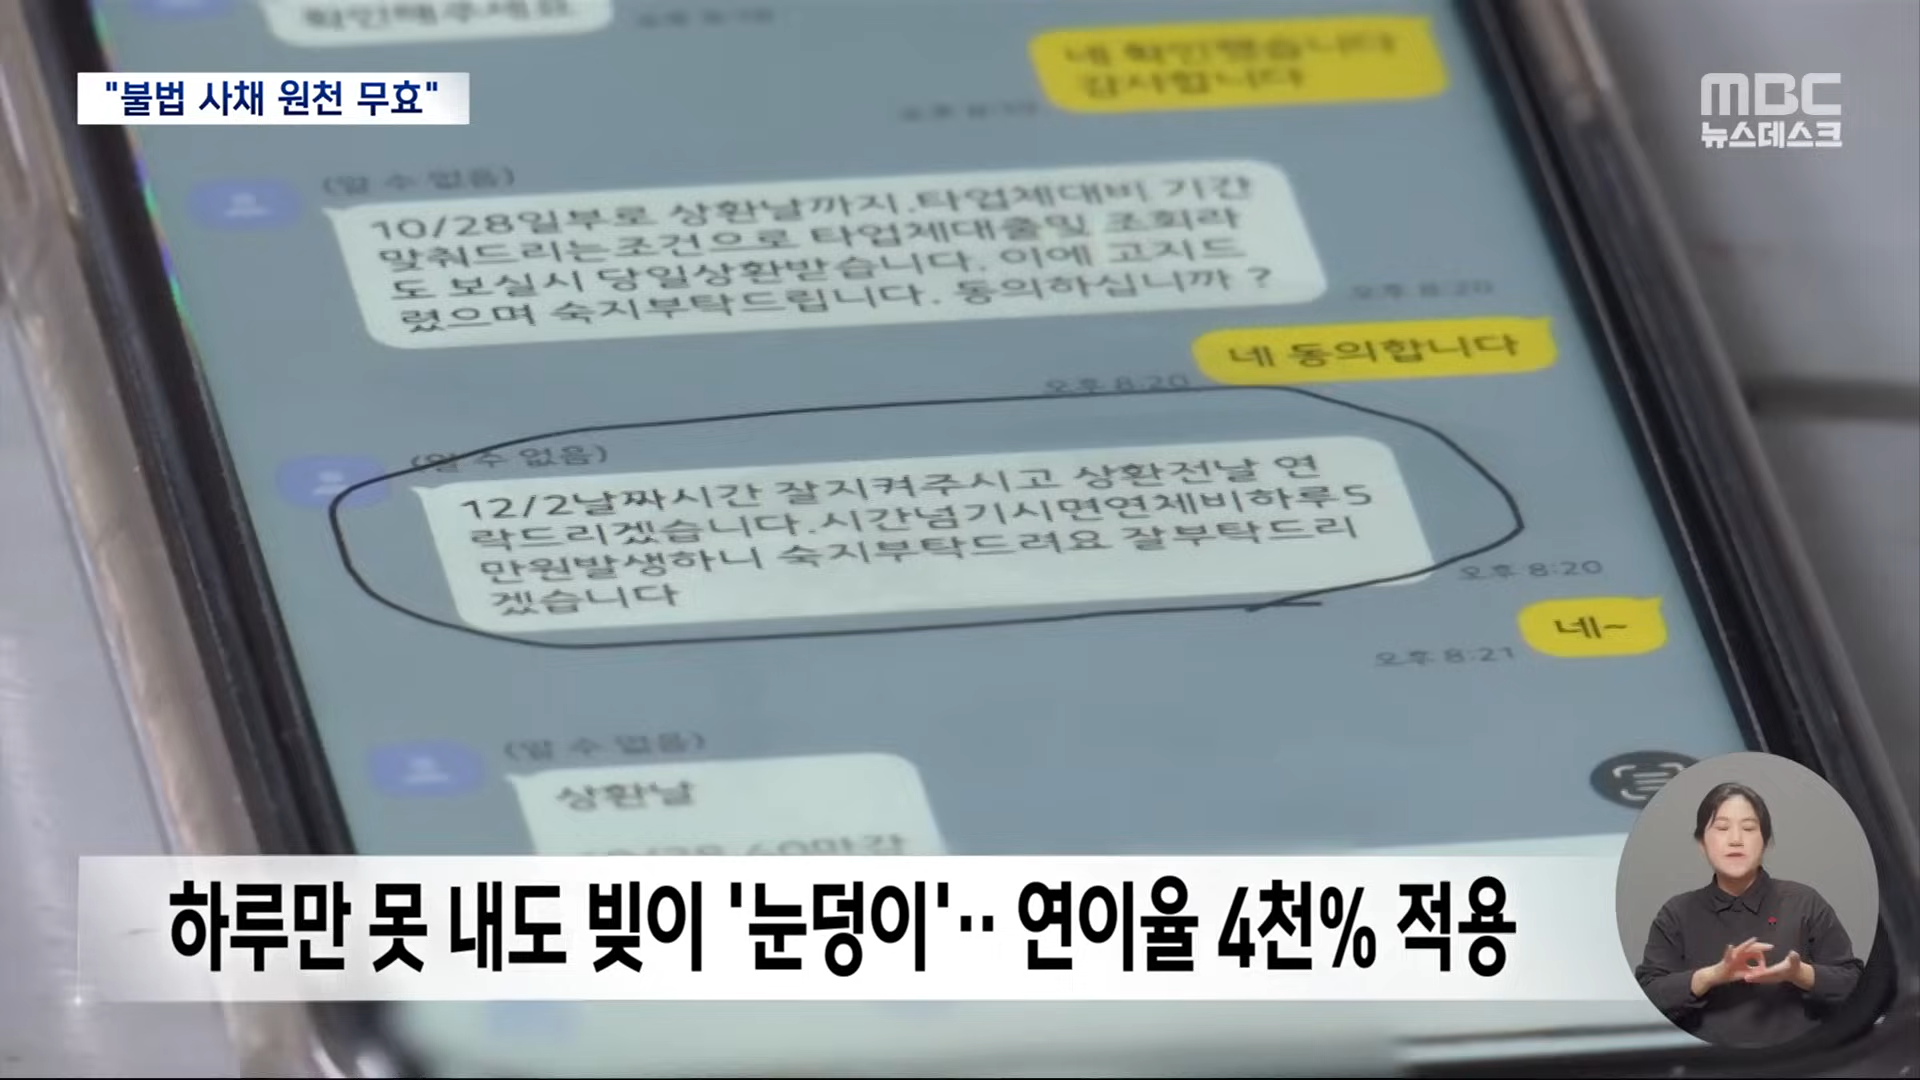 확인해주세요
네 확인했습니다
감사합니다
"불법 사채 원천 무효"
MBC
뉴스데스크
(알 수 없음)
10/28일부로 상환날까지.타업체대비 기간
맞춰드리는조건으로 타업체대출및 조회라
도 보실시 당일상환받습니다. 이에 고지드
렸으며 숙지부탁드립니다. 동의하십니까 ?
오후 8:20
네 동의합니다
오후 8:20
(알 수 없음)
12/2날짜시간 잘지켜주시고 상환전날 연
락드리겠습니다.시간넘기시면연체비하루5
만원발생하니 숙지부탁드려요 잘부탁드리
겠습니다
오후 8:20
네~
오후 8:21
(알 수 없음)
상환날
하루만 못 내도 빚이 '눈덩이'‥ 연이율 4천% 적용